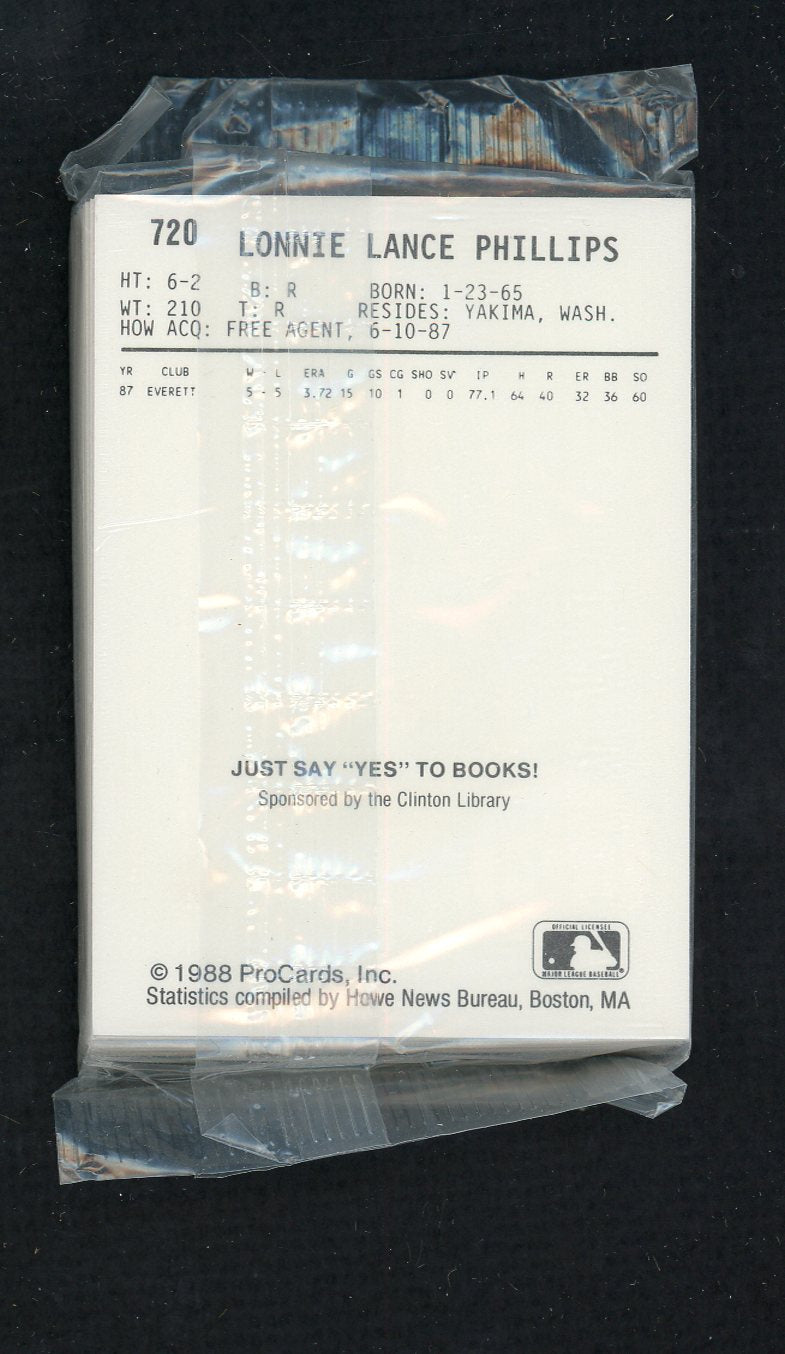 720 LONNIE LANCE PHILLIPS
HT: 6-2 B: R BORN: 1-23-65
WT: 210 T: R RESIDES: YAKIMA, WASH.
HOW ACQ: FREE AGENT, 6-10-87
YR CLUB W - L ERA G GS CG SHO SV IP H R ER BB SO
87 EVERETT 5 - 5 3.72 15 10 1 0 0 77.1 64 40 32 36 60
JUST SAY “YES” TO BOOKS!
Sponsored by the Clinton Library
OFFICIAL LICENSEE
MAJOR LEAGUE BASEBALL®
© 1988 ProCards, Inc.
Statistics compiled by Howe News Bureau, Boston, MA